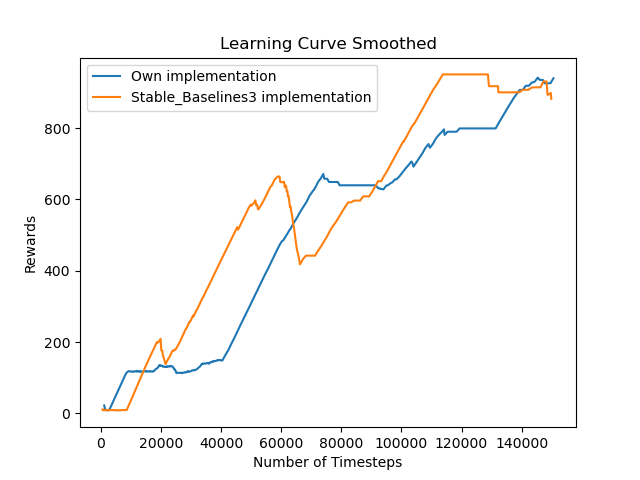 Learning Curve Smoothed
Own implementation
Stable_Baselines3 implementation
Rewards
800
600
400
200
0
0 20000 40000 60000 80000 100000 120000 140000
Number of Timesteps